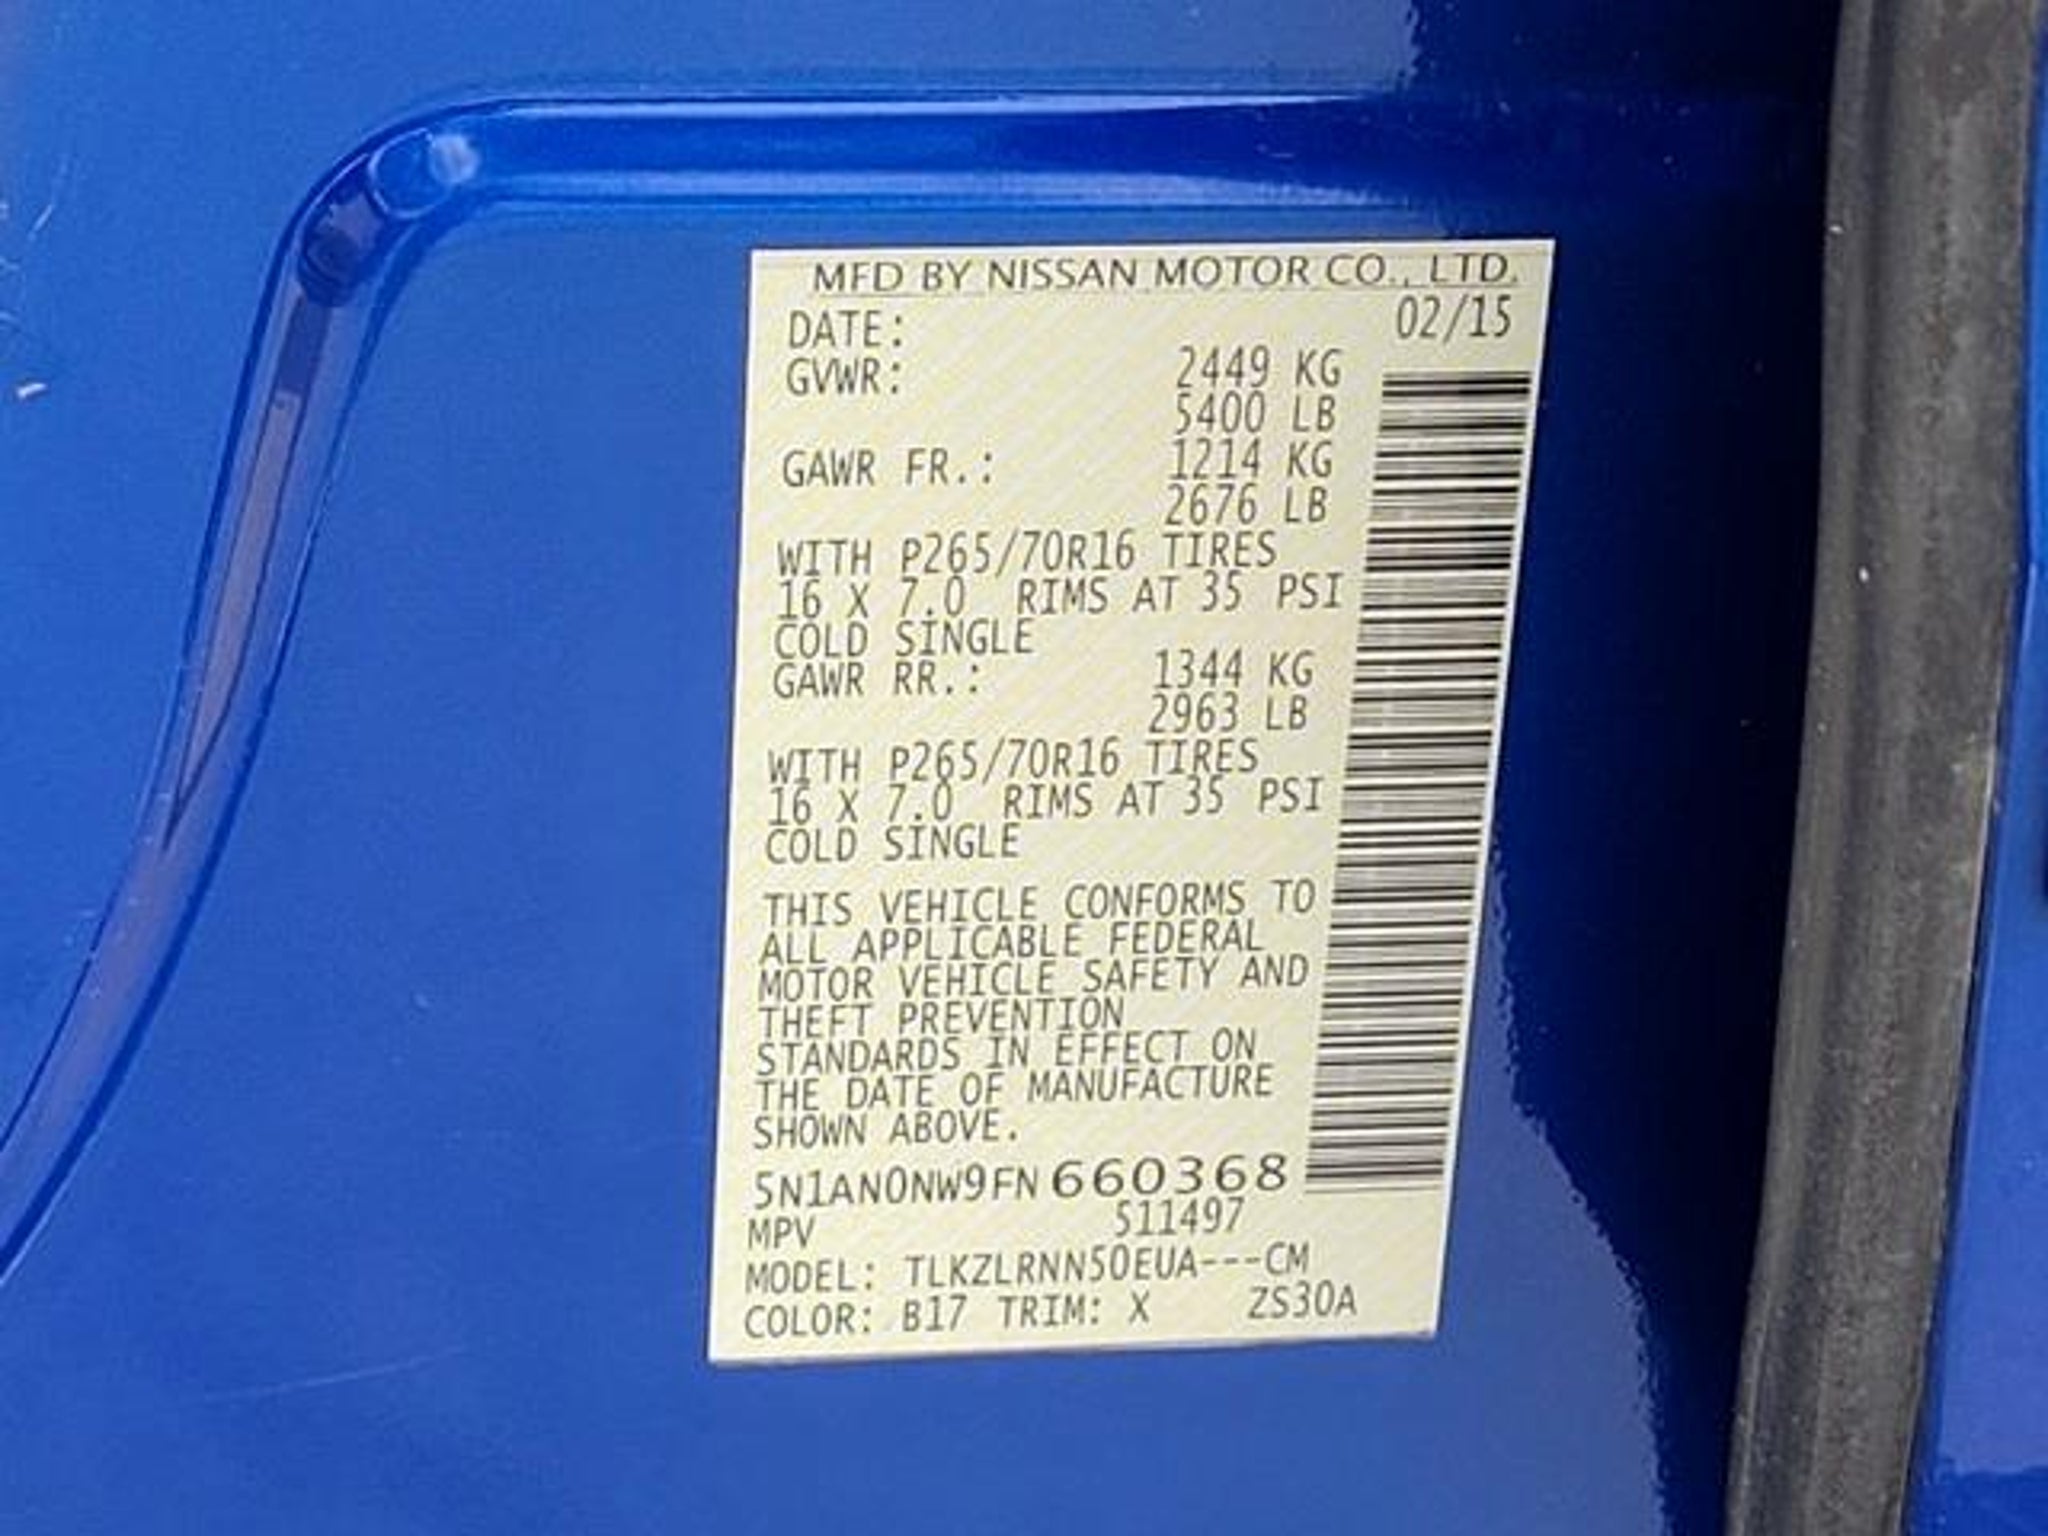 MFD BY NISSAN MOTOR CO., LTD.
DATE: 02/15
GVWR: 2449 KG
5400 LB
GAWR FR.: 1214 KG
2676 LB
WITH P265/70R16 TIRES
16 X 7.0 RIMS AT 35 PSI
COLD SINGLE
GAWR RR.: 1344 KG
2963 LB
WITH P265/70R16 TIRES
16 X 7.0 RIMS AT 35 PSI
COLD SINGLE
THIS VEHICLE CONFORMS TO
ALL APPLICABLE FEDERAL
MOTOR VEHICLE SAFETY AND
THEFT PREVENTION
STANDARDS IN EFFECT ON
THE DATE OF MANUFACTURE
SHOWN ABOVE.
5N1AN0NW9FN660368
MPV 511497
MODEL: TLKZLRNN50EUA---CM
COLOR: B17 TRIM: X ZS30A